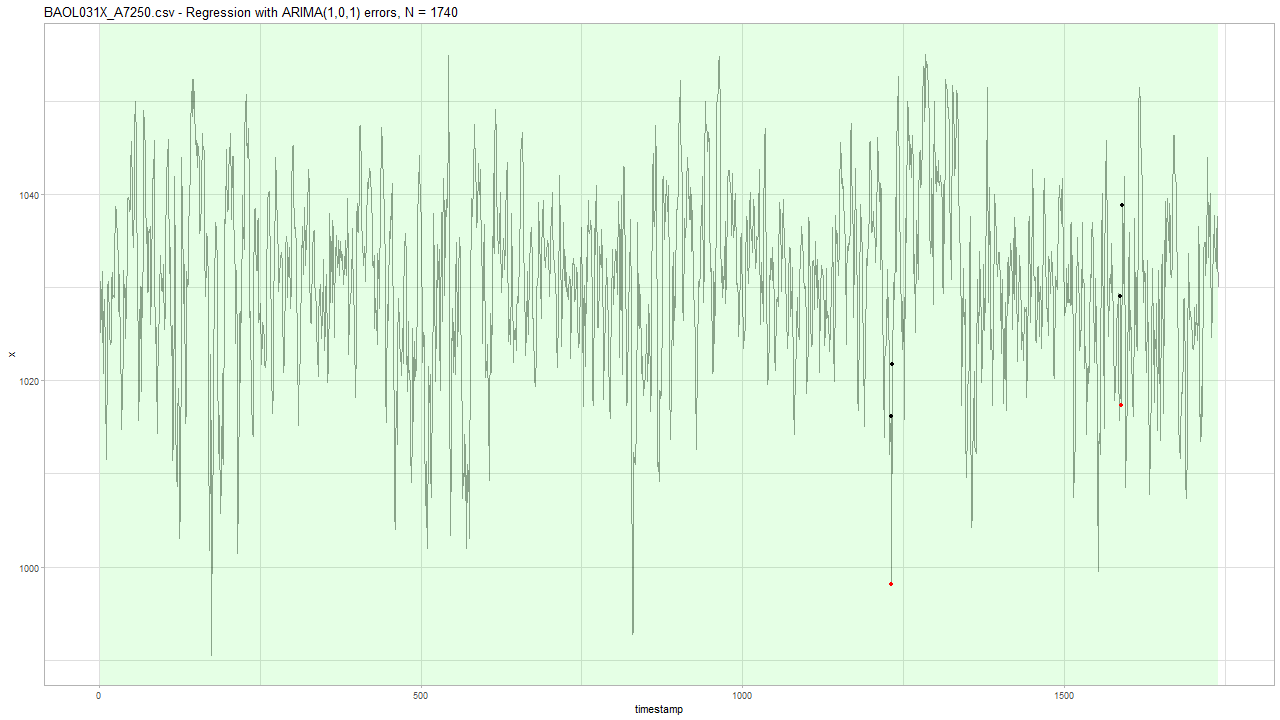 BAOL031X_A7250.csv - Regression with ARIMA(1,0,1) errors, N = 1740
1040
1020
1000
x
0
500
1000
1500
timestamp